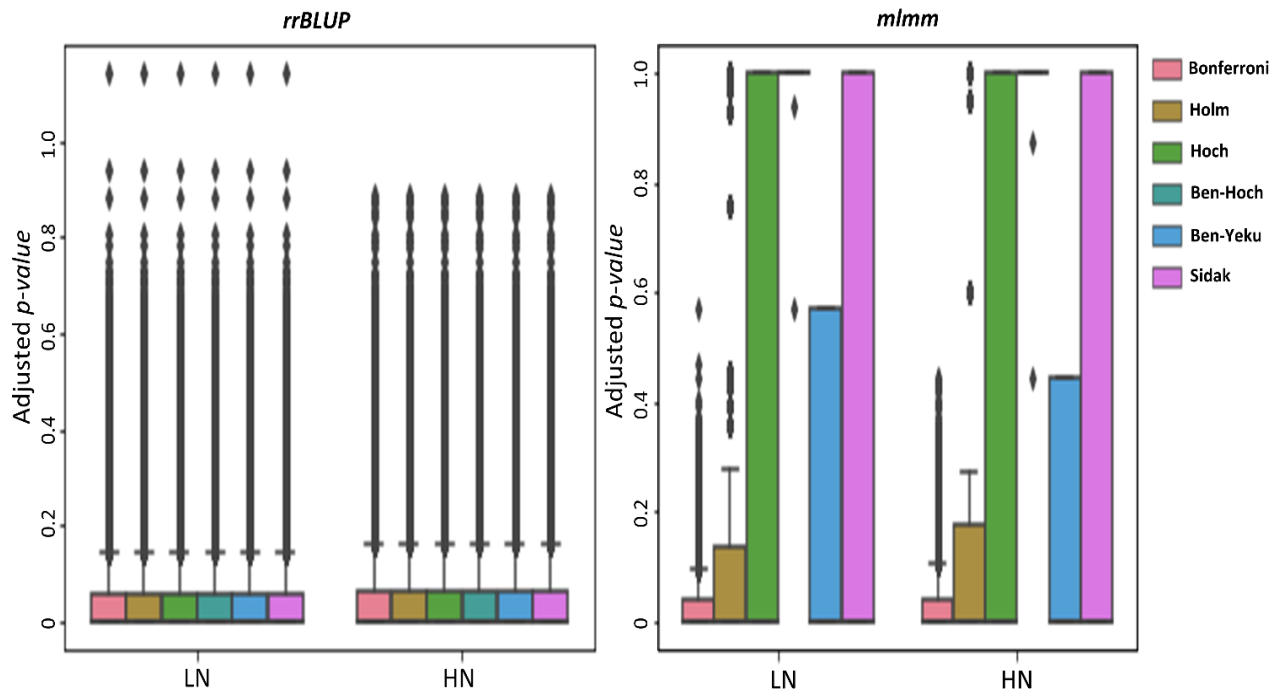 rrBLUP
mlmm
Adjusted p-value
1.0
0.8
0.6
0.4
0.2
0
LN
HN
Adjusted p-value
1.0
0.8
0.6
0.4
0.2
0
LN
HN
Bonferroni
Holm
Hoch
Ben-Hoch
Ben-Yeku
Sidak